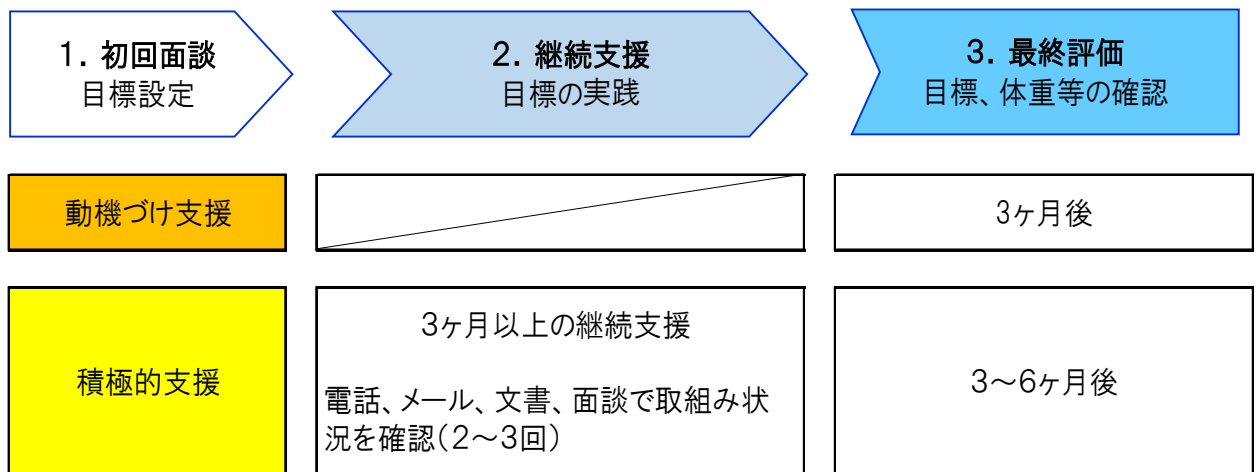 1．初回面談
目標設定
2．継続支援
目標の実践
3．最終評価
目標、体重等の確認
動機づけ支援
3ヶ月後
積極的支援
3ヶ月以上の継続支援
電話、メール、文書、面談で取組み状
況を確認（2～3回）
3～6ヶ月後